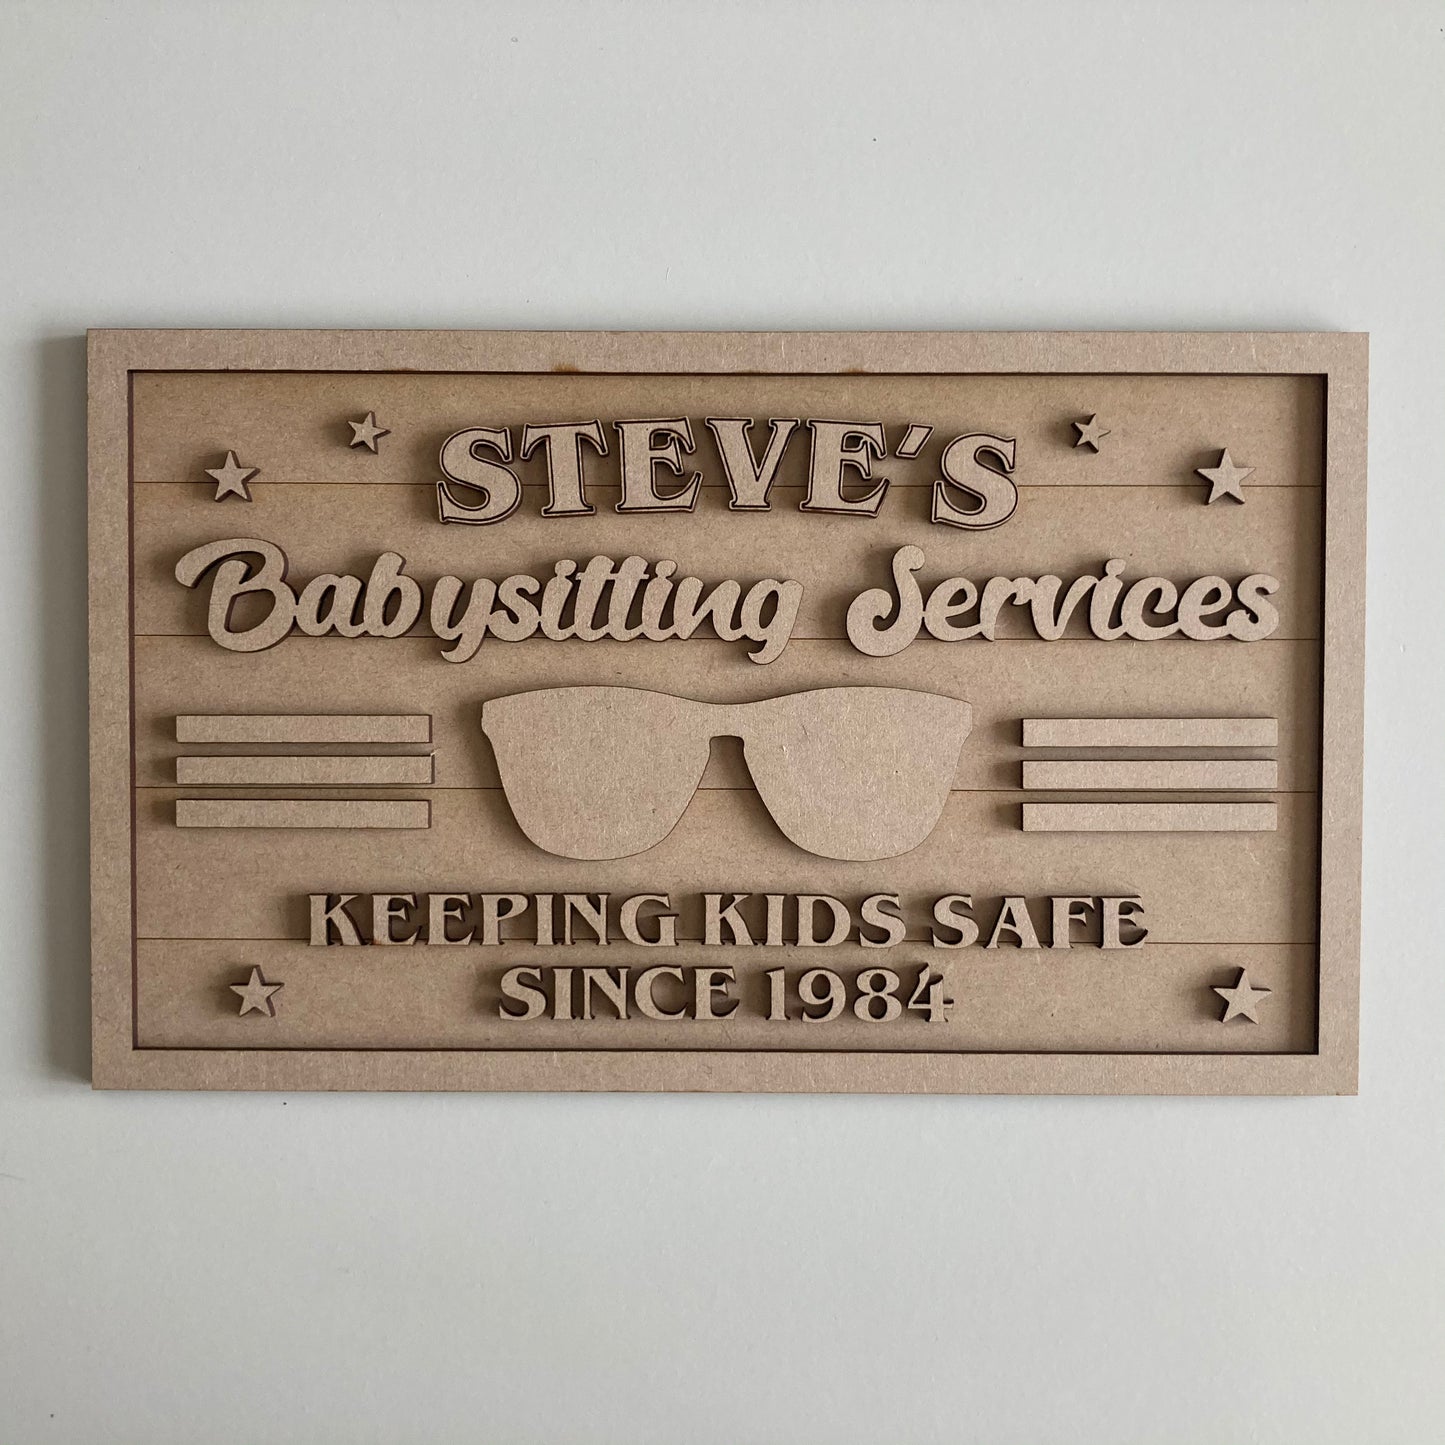 STEVE'S
Babysitting Services
KEEPING KIDS SAFE
SINCE 1984